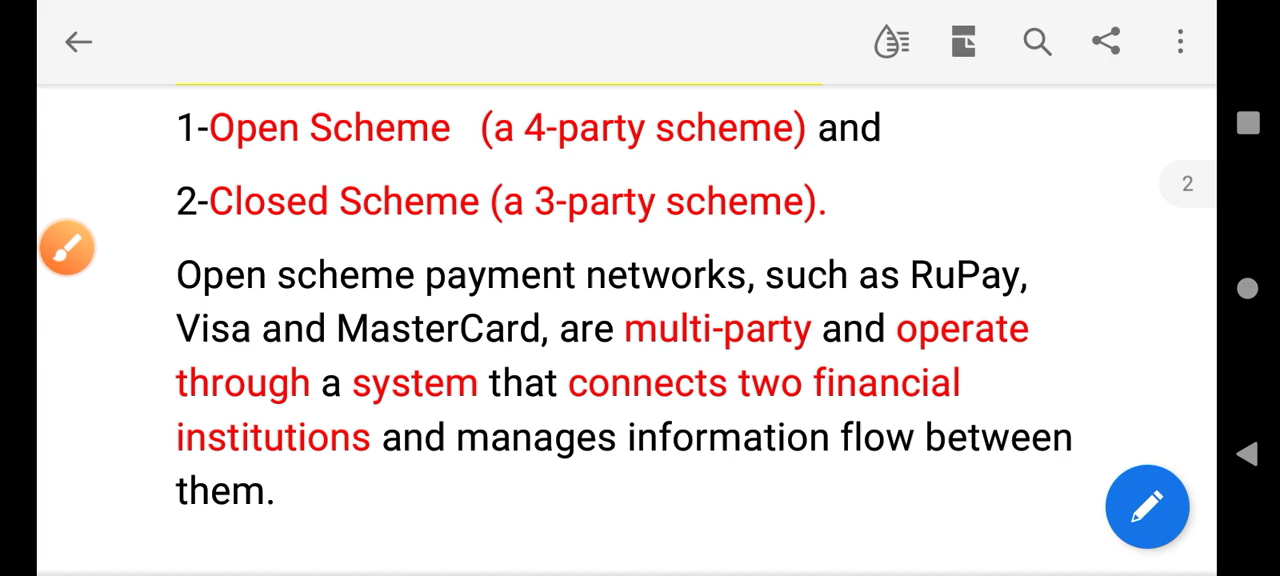 2
1-Open Scheme (a 4-party scheme) and
2-Closed Scheme (a 3-party scheme).
Open scheme payment networks, such as RuPay,
Visa and MasterCard, are multi-party and operate
through a system that connects two financial
institutions and manages information flow between
them.